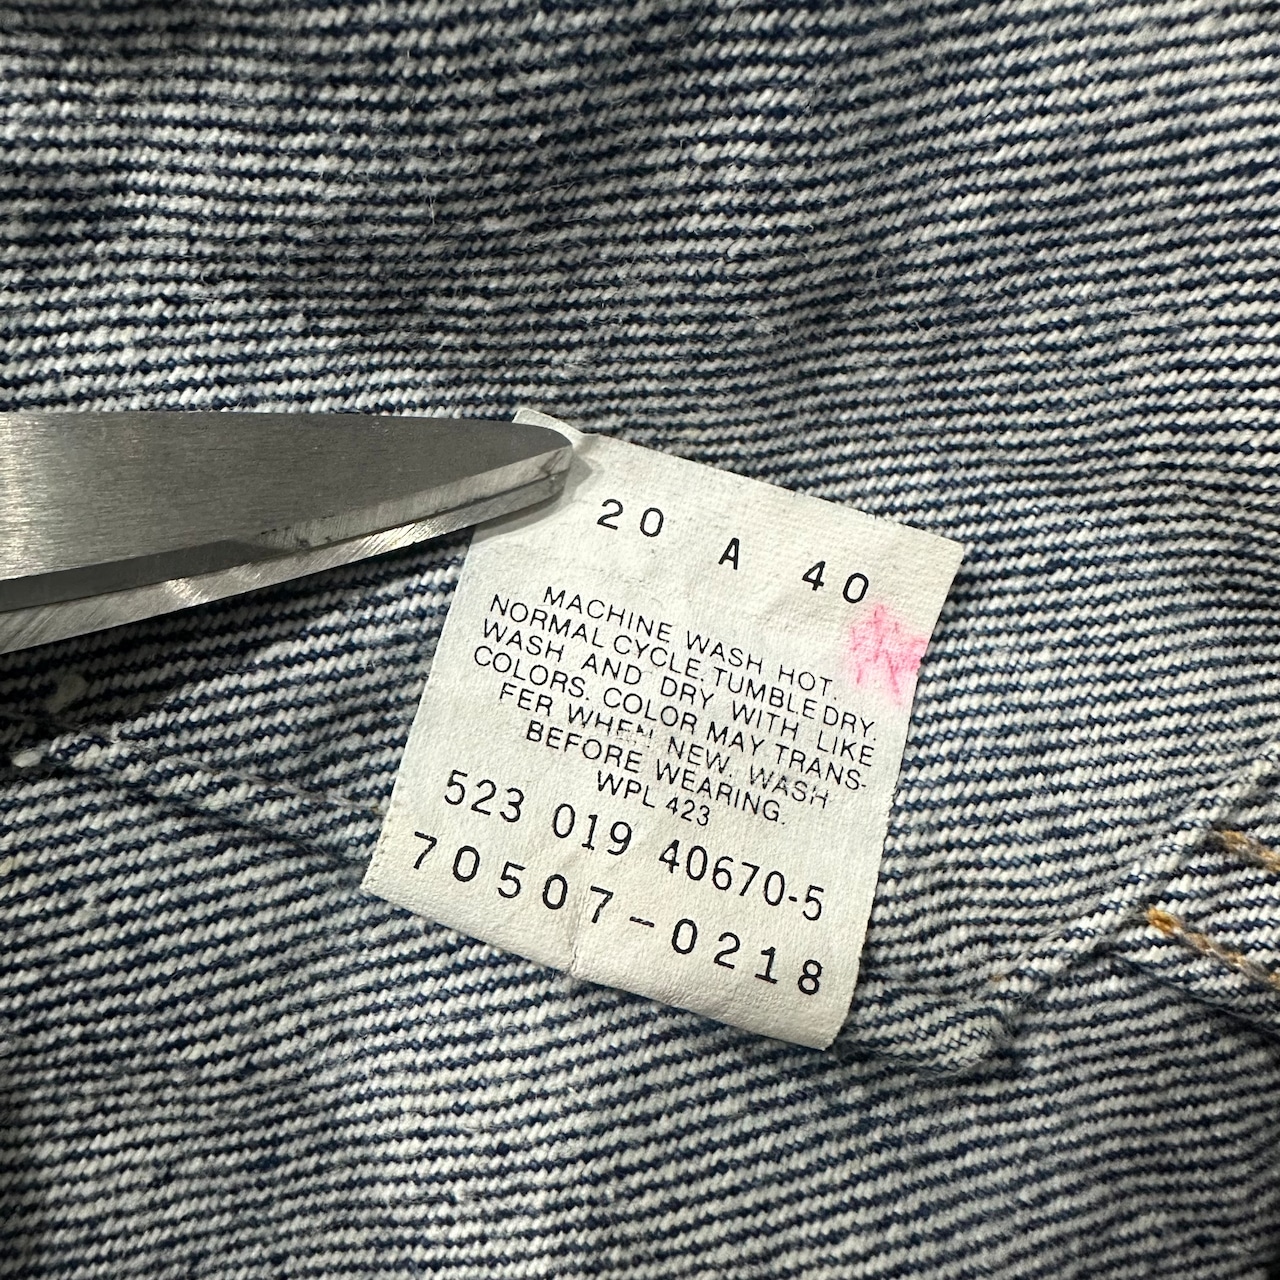 20 A 40
MACHINE WASH HOT.
NORMAL CYCLE. TUMBLE DRY.
WASH AND DRY WITH LIKE
COLORS. COLOR MAY TRANS-
FER WHEN NEW. WASH
BEFORE WEARING.
WPL 423
523 019 40670-5
70507-0218